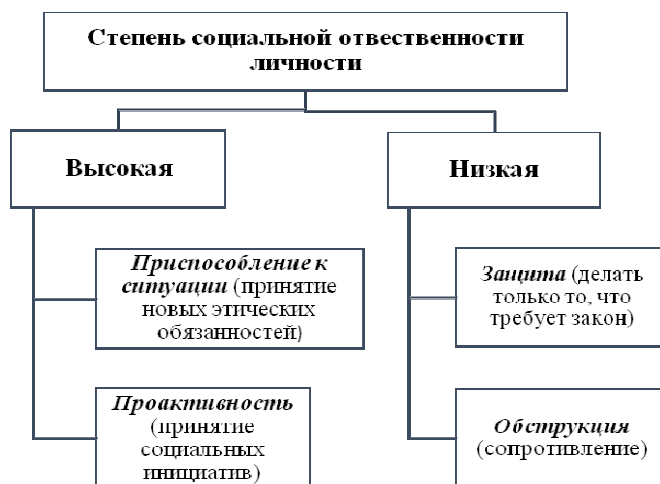 Степень социальной отвественности
личности
Высокая
Низкая
Приспособление к
ситуации (принятие
новых этических
обязанностей)
Защита (делать
только то, что
требует закон)
Проактивность
(принятие
социальных
инициатив)
Обструкция
(сопротивление)